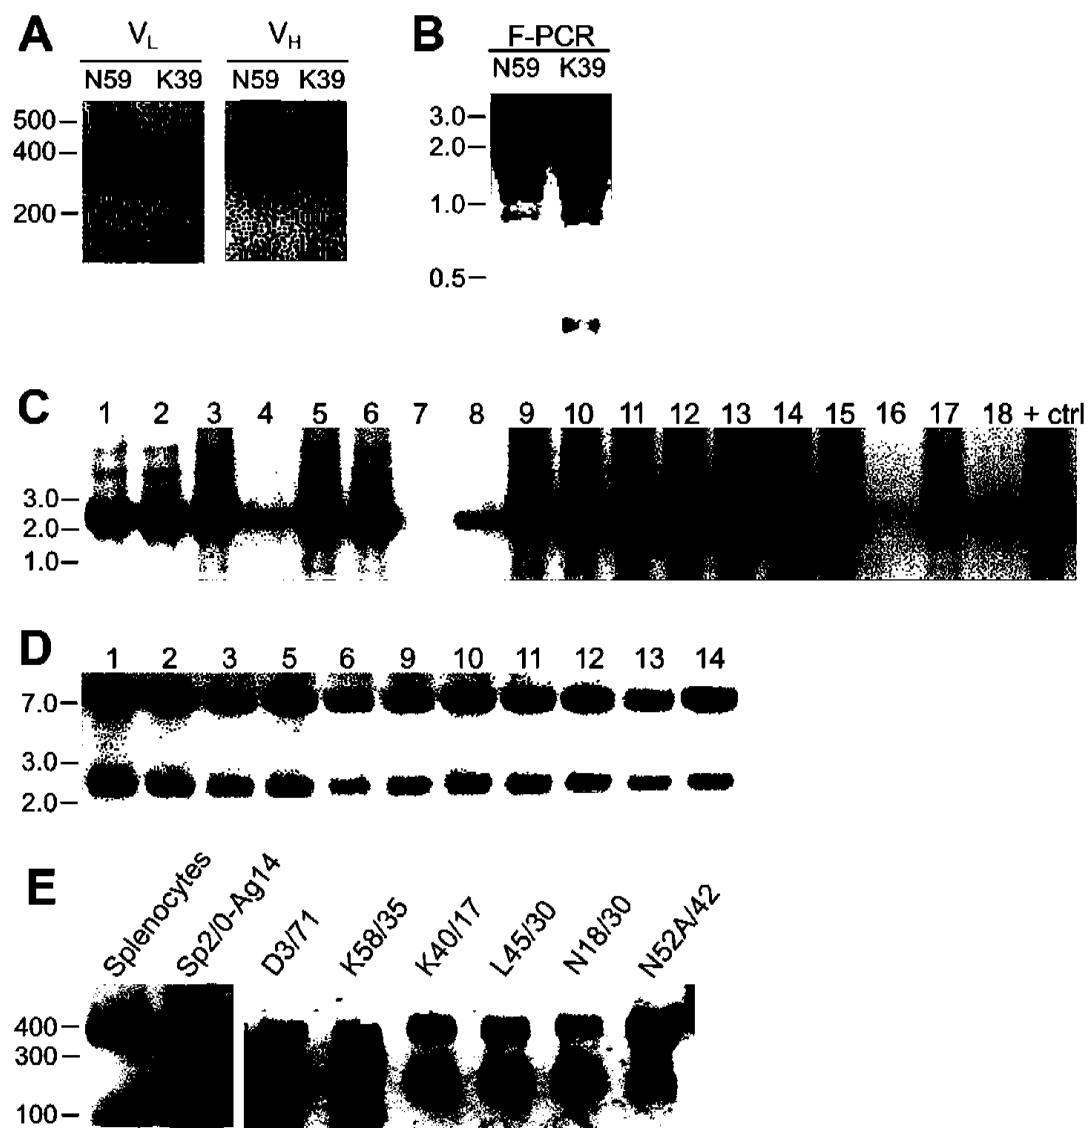 A
V_L
V_H
N59 K39
N59 K39
500
400
200
B
F-PCR
N59 K39
3.0
2.0
1.0
0.5
C
1 2 3 4 5 6 7 8 9 10 11 12 13 14 15 16 17 18 + ctrl
3.0
2.0
1.0
D
1 2 3 5 6 9 10 11 12 13 14
7.0
3.0
2.0
E
Splenocytes
Sp2/0-Ag14
D3/71
K58/35
K40/17
L45/30
N18/30
N52A/42
400
300
100